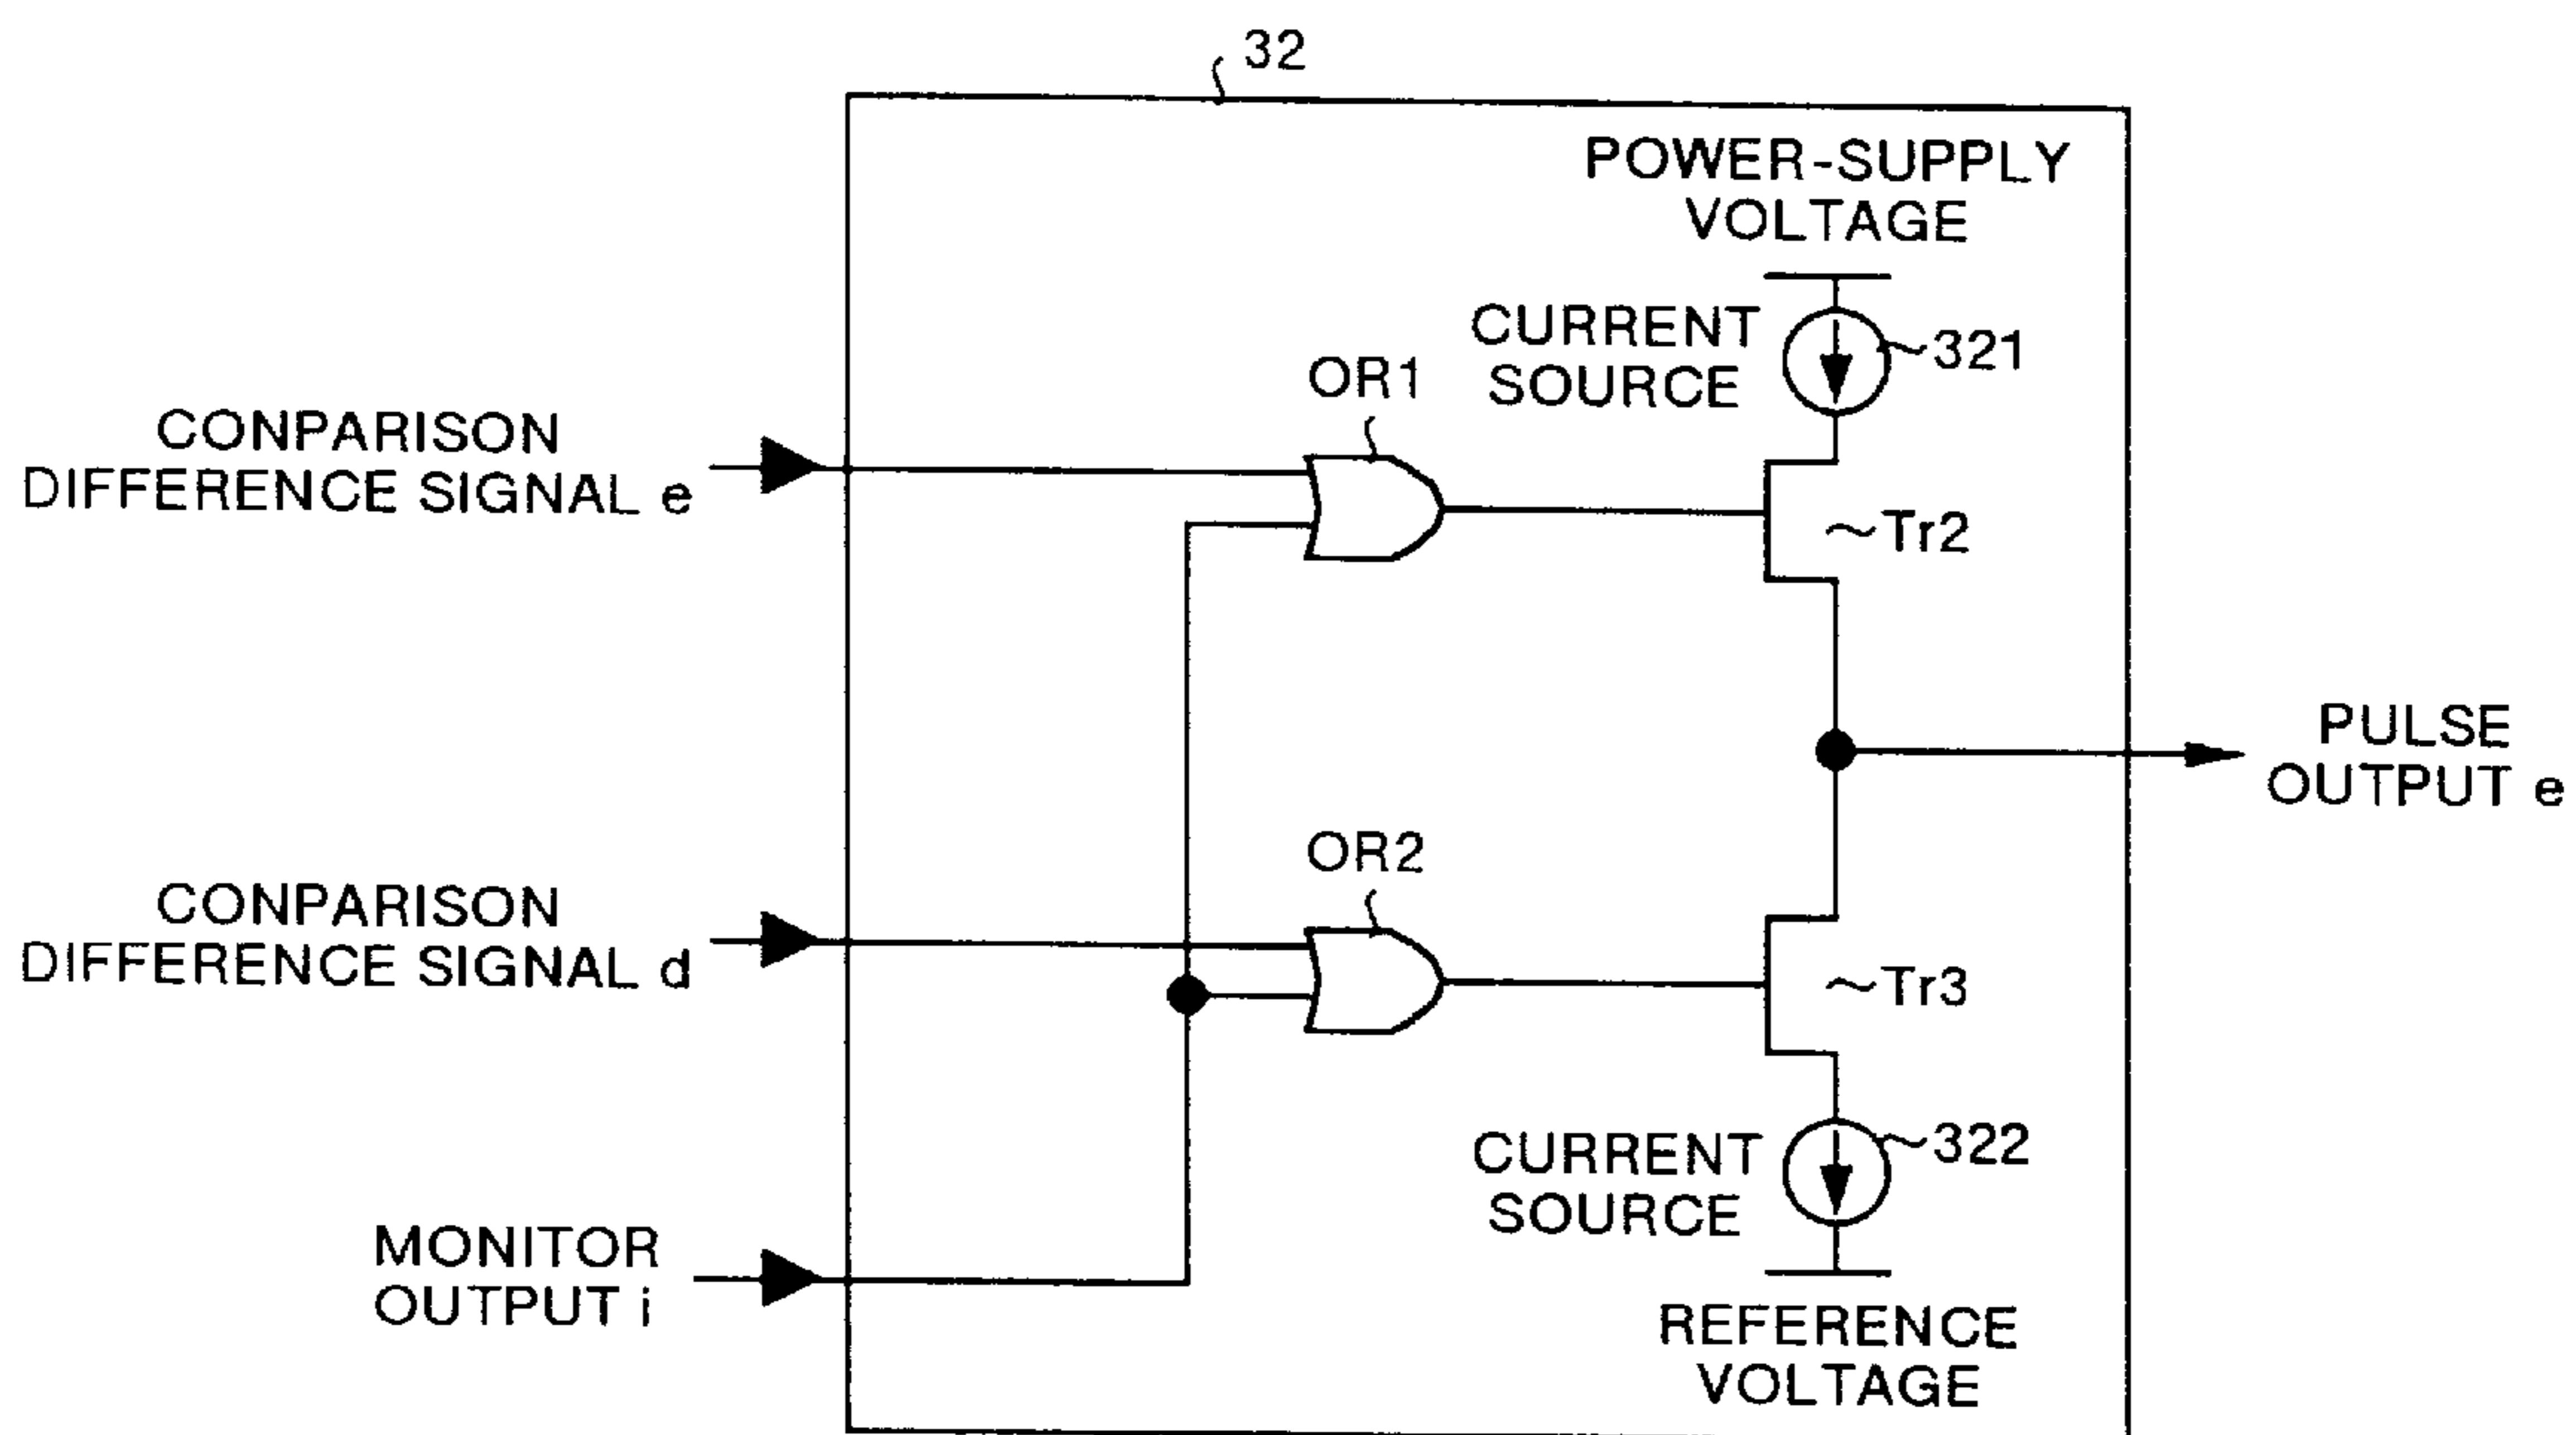 32
POWER-SUPPLY
VOLTAGE
CURRENT
SOURCE
321
OR1
CONPARISON
DIFFERENCE SIGNAL e
Tr2
PULSE
OUTPUT e
OR2
CONPARISON
DIFFERENCE SIGNAL d
Tr3
CURRENT
SOURCE
322
MONITOR
OUTPUT i
REFERENCE
VOLTAGE